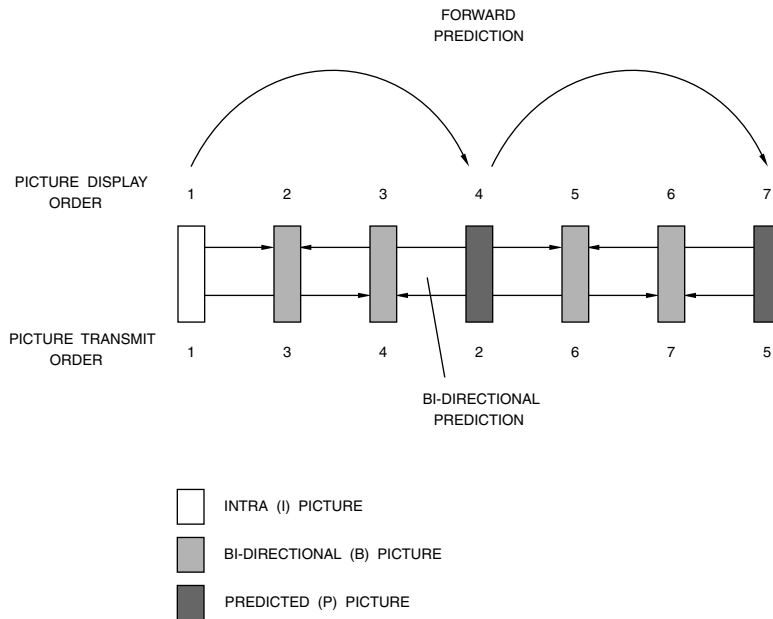 FORWARD
PREDICTION
PICTURE DISPLAY
ORDER
1 2 3 4 5 6 7
PICTURE TRANSMIT
ORDER
1 3 4 2 6 7 5
BI-DIRECTIONAL
PREDICTION
INTRA (I) PICTURE
BI-DIRECTIONAL (B) PICTURE
PREDICTED (P) PICTURE